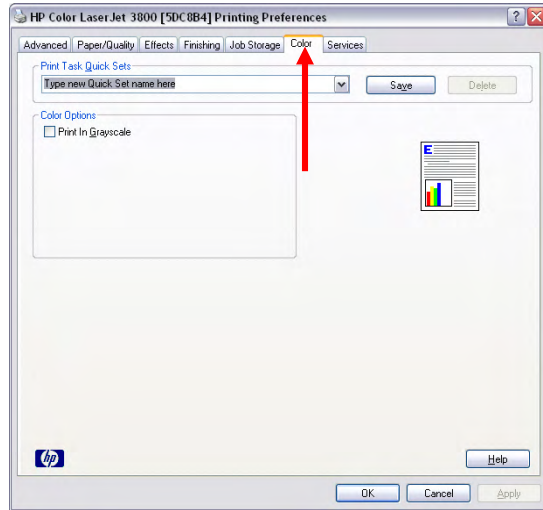 HP Color LaserJet 3800 [5DC8B4] Printing Preferences
Advanced Paper/Quality Effects Finishing Job Storage Color Services
Print Task Quick Sets
Type new Quick Set name here Save Delete
Color Options
Print In Grayscale
E
hp Help
OK Cancel Apply